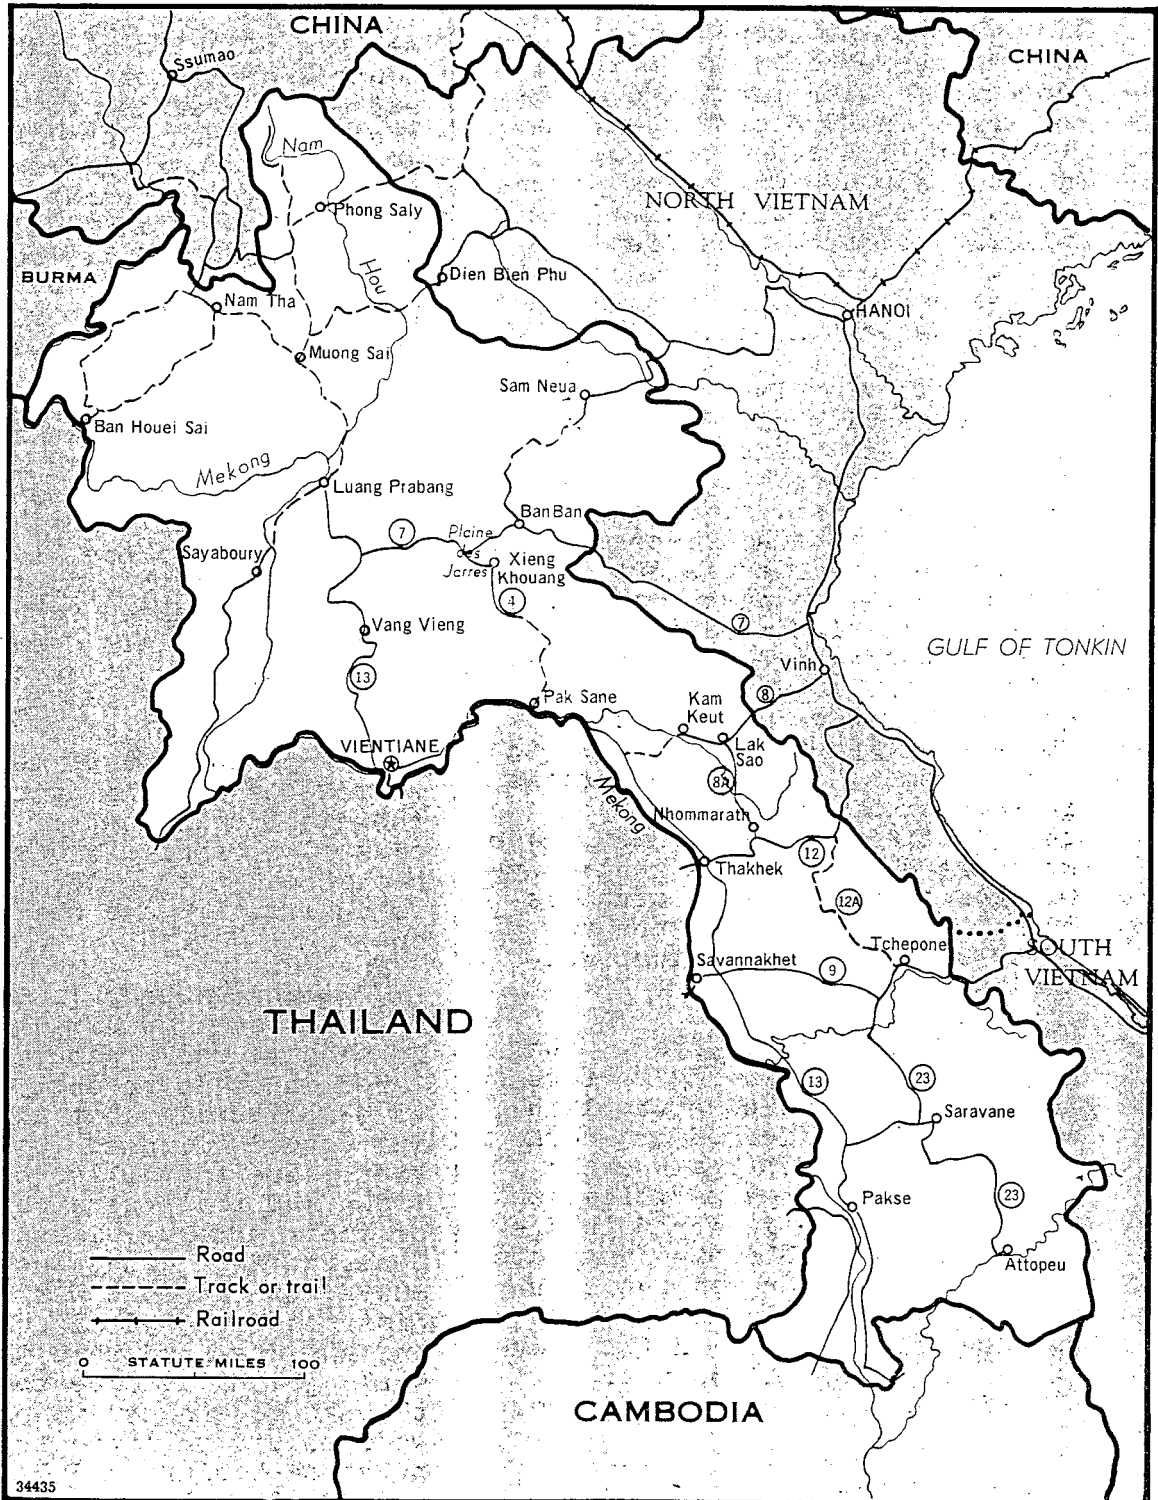 CHINA
Ssumao
CHINA
Nam
NORTH VIETNAM
Phong Saly
Hou
BURMA
Dien Bien Phu
Nam Tha
HANOI
Muong Sai
Sam Neua
Ban Houei Sai
Mekong
Luang Prabang
Ban Ban
7
Plaine
des
Jarres
Xieng
Khouang
Sayaboury
4
7
Vang Vieng
GULF OF TONKIN
Vinh
13
8
Pak Sane
Kam
Keut
VIENTIANE
Lak
Sao
8A
Mekong
Nhommarath
12
Thakhek
12A
Tchepone
SOUTH
VIETNAM
Savannakhet
9
THAILAND
13
23
Saravane
Pakse
23
Attopeu
Road
Track or trail
Railroad
0 STATUTE MILES 100
CAMBODIA
34435